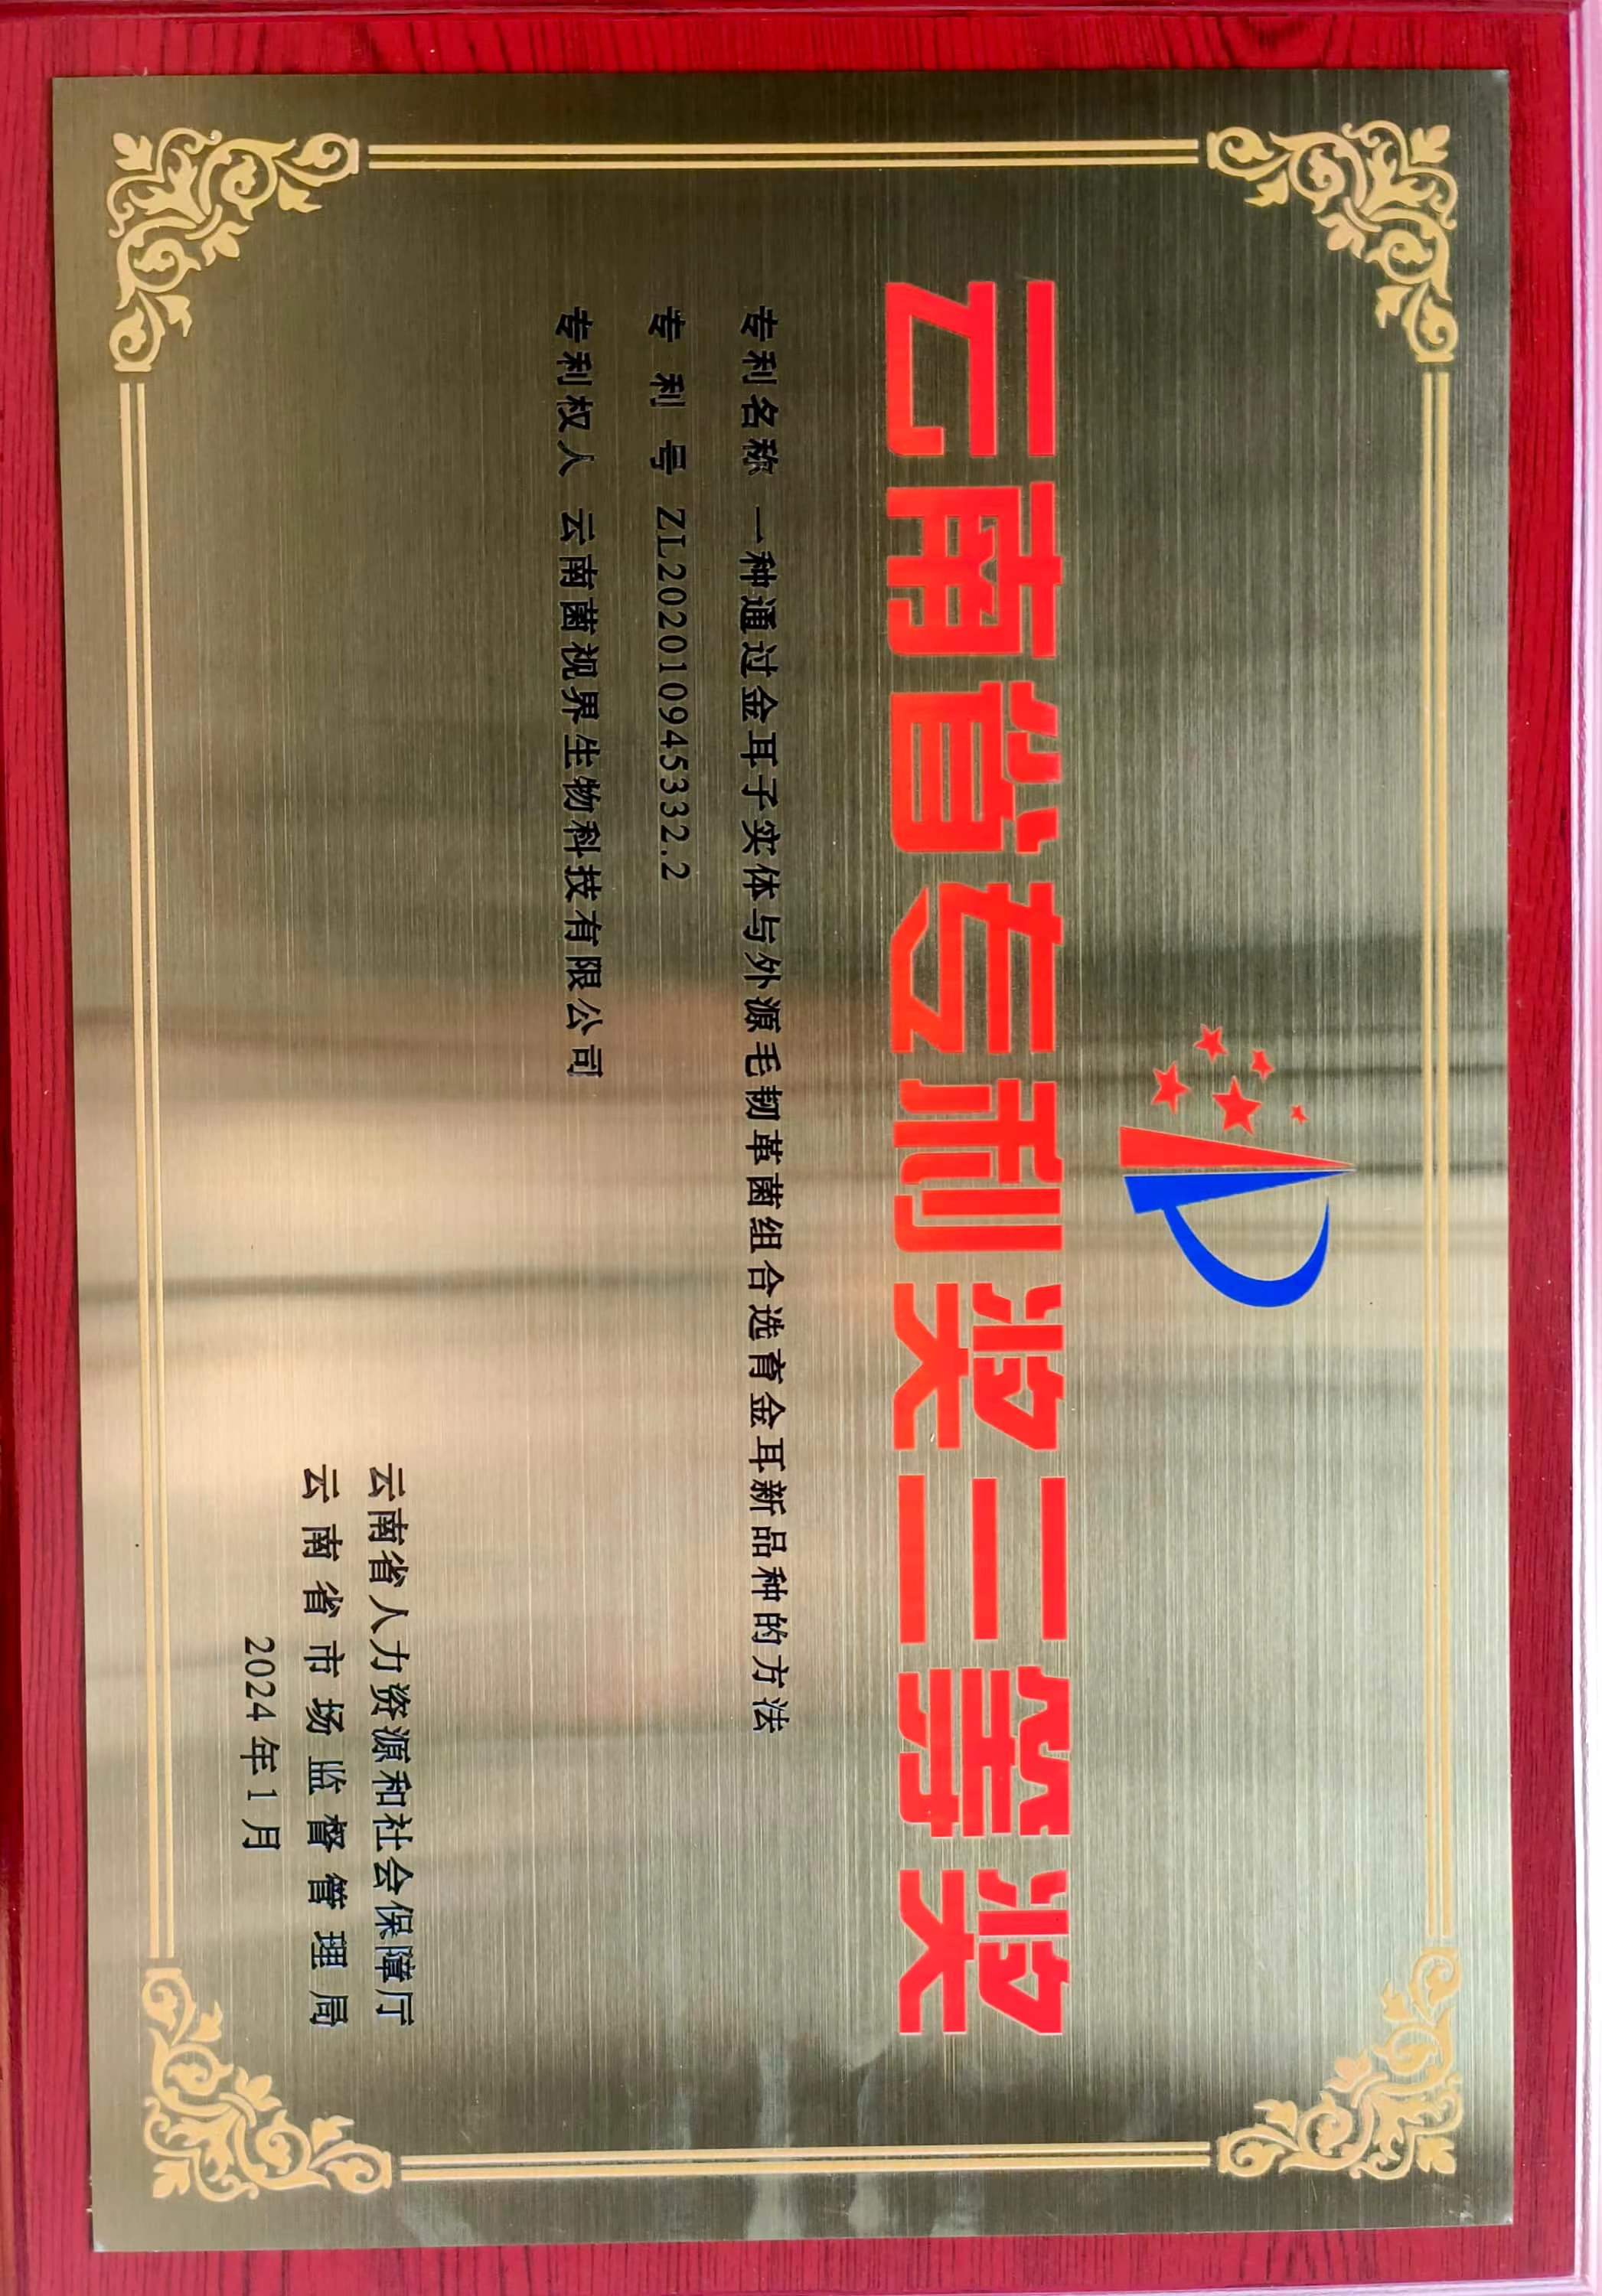 云南省专利奖三等奖
专利名称 一种通过金耳子实体与外源毛韧革菌组合选育金耳新品种的方法
专 利 号 ZL202010945332.2
专利权人 云南菌视界生物科技有限公司
云南省人力资源和社会保障厅
云南省市场监督管理局
2024年1月